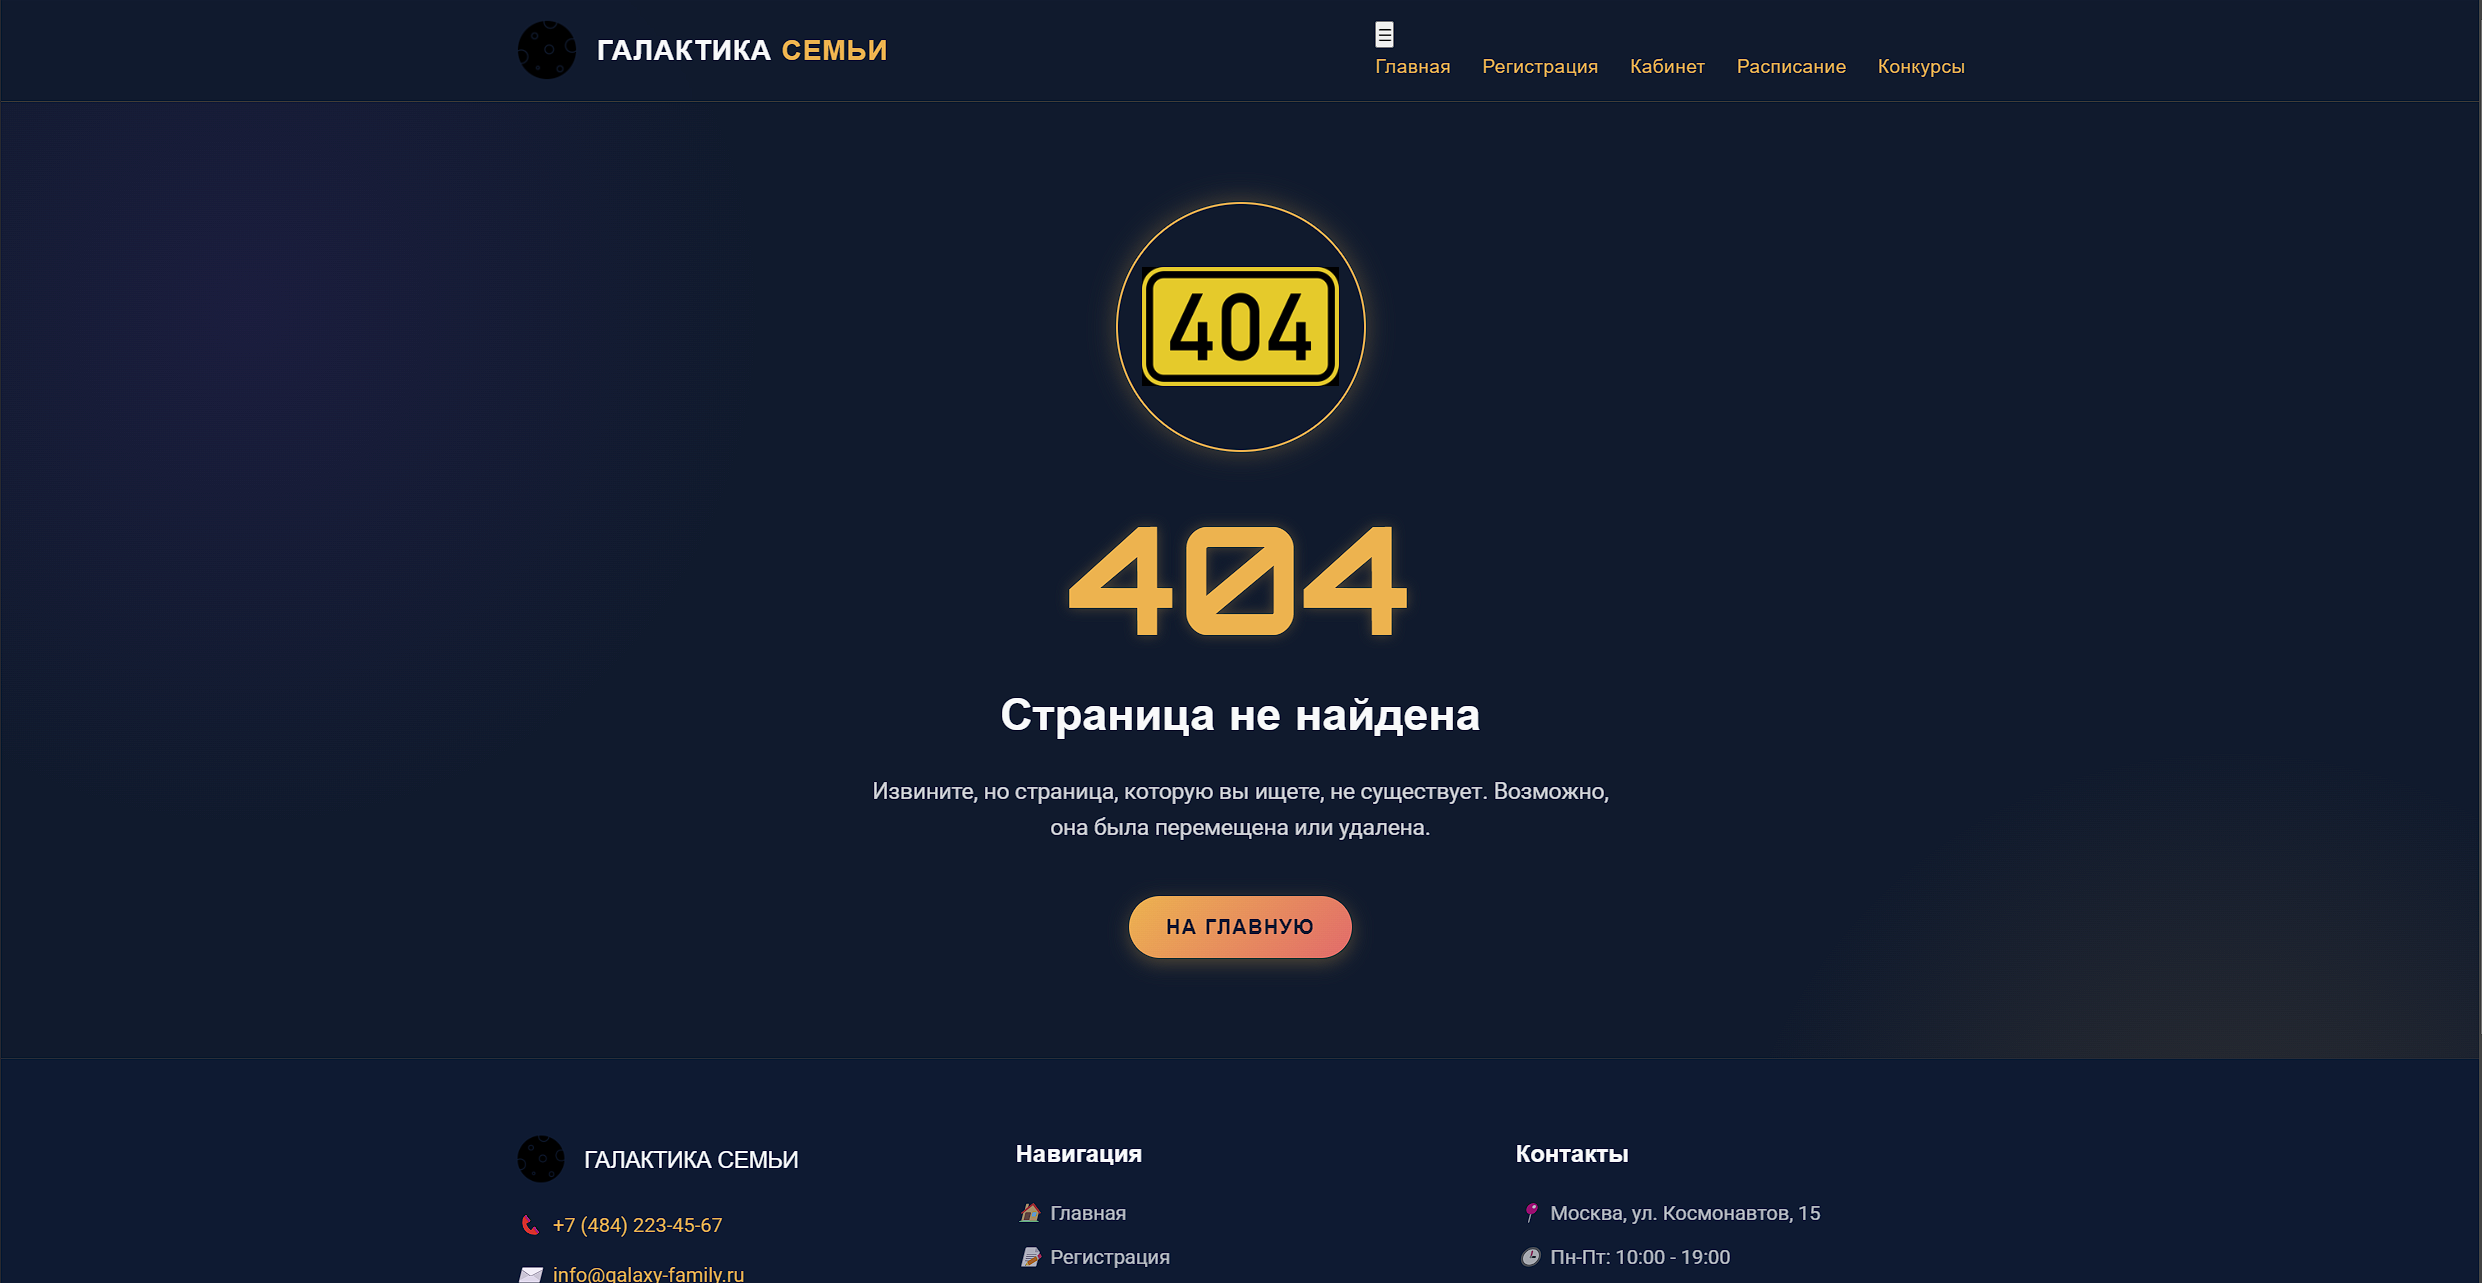 ГАЛАКТИКА СЕМЬИ
☰
Главная Регистрация Кабинет Расписание Конкурсы
404
404
Страница не найдена
Извините, но страница, которую вы ищете, не существует. Возможно,
она была перемещена или удалена.
НА ГЛАВНУЮ
ГАЛАКТИКА СЕМЬИ
+7 (484) 223-45-67
info@galaxy-family.ru
Навигация
Главная
Регистрация
Контакты
Москва, ул. Космонавтов, 15
Пн-Пт: 10:00 - 19:00